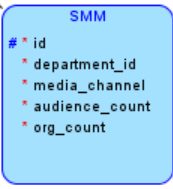 SMM
# * id
* department_id
* media_channel
* audience_count
* org_count